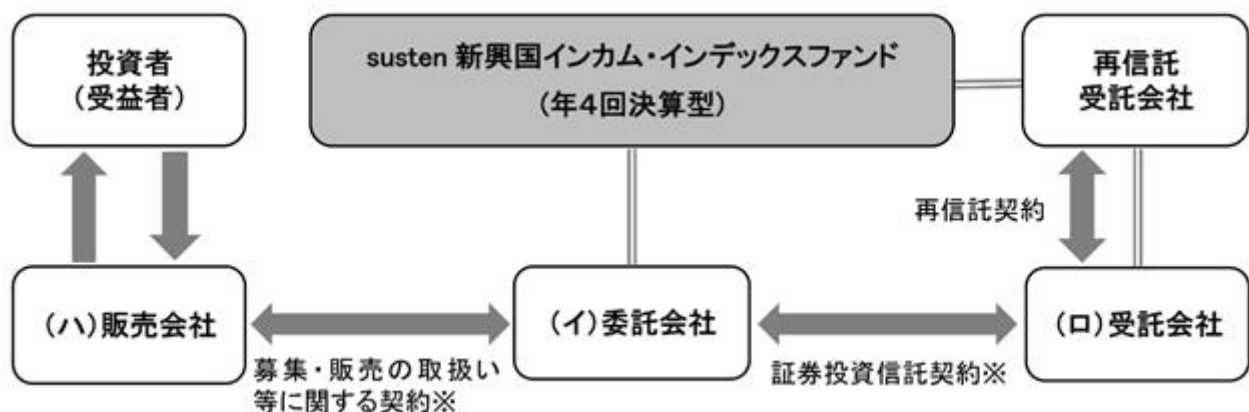 投資者
（受益者）
susten 新興国インカム・インデックスファンド
（年４回決算型）
再信託
受託会社
再信託契約
（ハ）販売会社
（イ）委託会社
（ロ）受託会社
募集・販売の取扱い
等に関する契約※
証券投資信託契約※